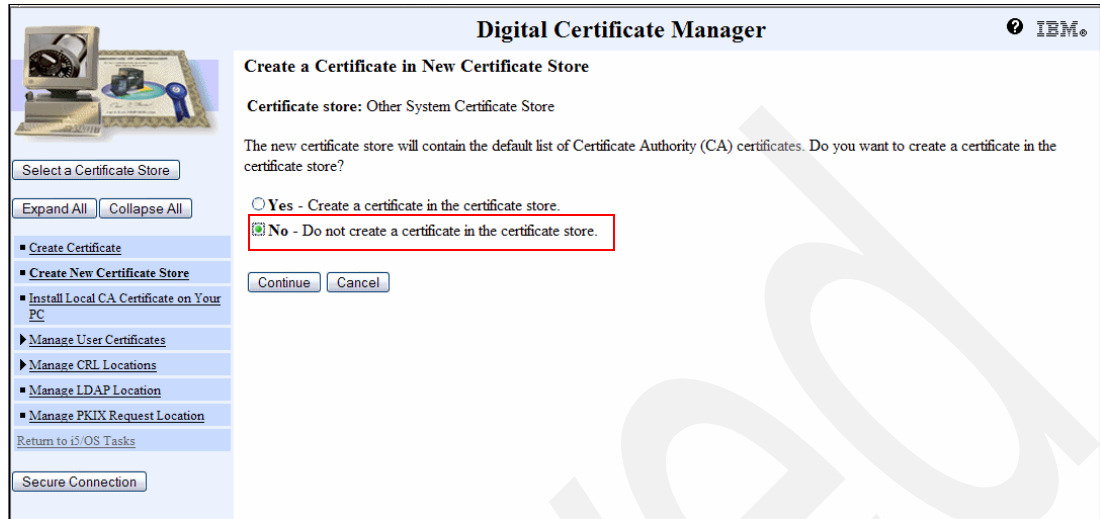 Digital Certificate Manager
IBM®
Create a Certificate in New Certificate Store
Certificate store: Other System Certificate Store
The new certificate store will contain the default list of Certificate Authority (CA) certificates. Do you want to create a certificate in the
certificate store?
Yes - Create a certificate in the certificate store.
No - Do not create a certificate in the certificate store.
Continue Cancel
Select a Certificate Store
Expand All Collapse All
Create Certificate
Create New Certificate Store
Install Local CA Certificate on Your
PC
Manage User Certificates
Manage CRL Locations
Manage LDAP Location
Manage PKIX Request Location
Return to i5/OS Tasks
Secure Connection